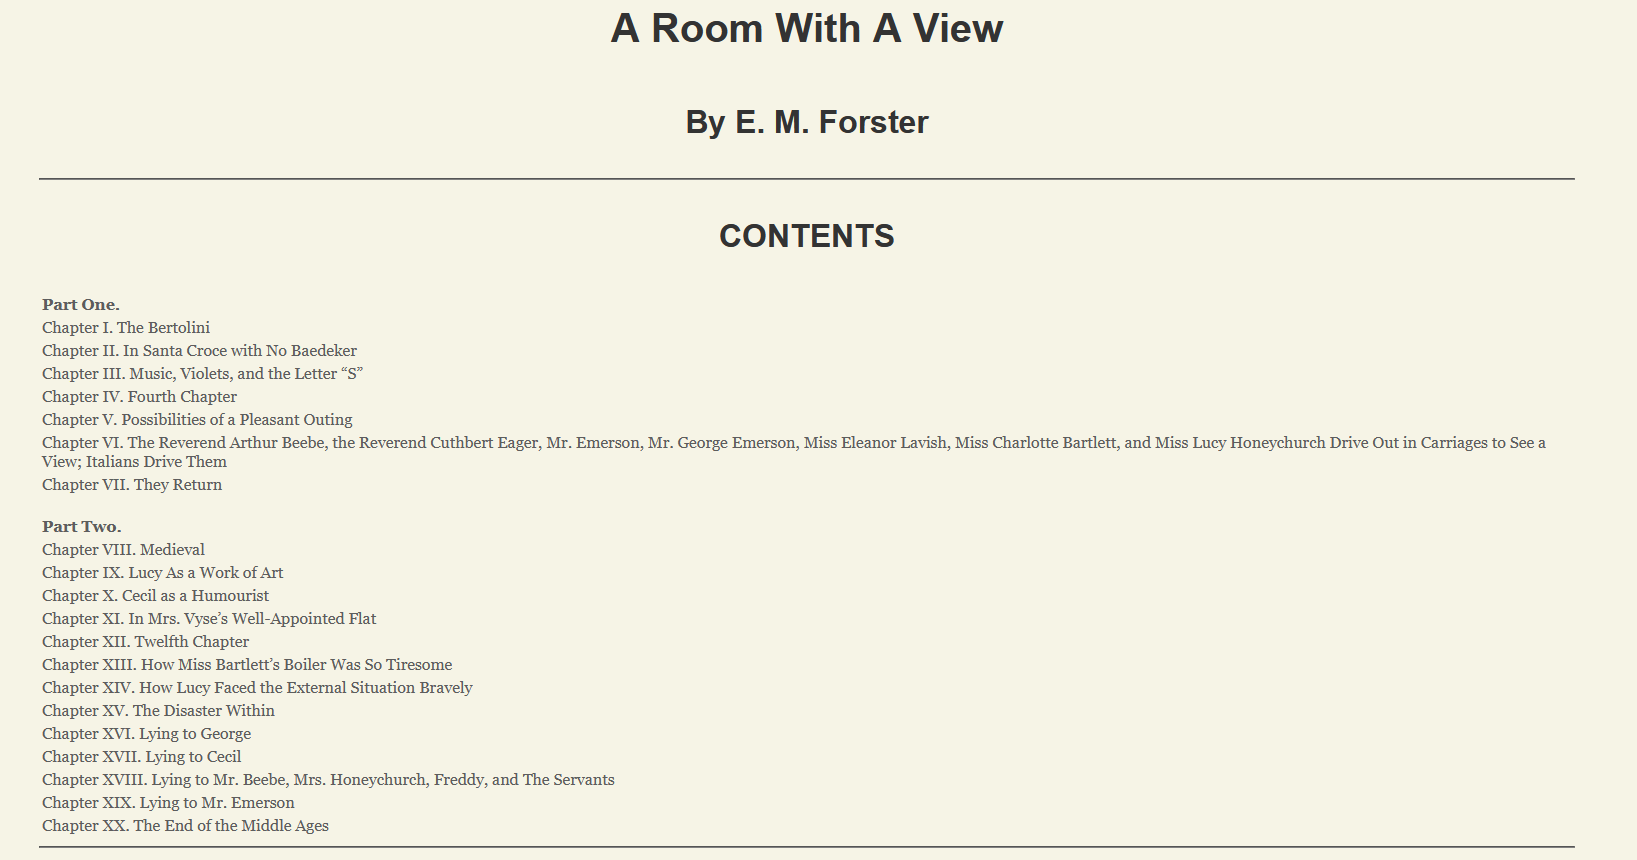 A Room With A View
By E. M. Forster
CONTENTS
Part One.
Chapter I. The Bertolini
Chapter II. In Santa Croce with No Baedeker
Chapter III. Music, Violets, and the Letter “S”
Chapter IV. Fourth Chapter
Chapter V. Possibilities of a Pleasant Outing
Chapter VI. The Reverend Arthur Beebe, the Reverend Cuthbert Eager, Mr. Emerson, Mr. George Emerson, Miss Eleanor Lavish, Miss Charlotte Bartlett, and Miss Lucy Honeychurch Drive Out in Carriages to See a
View; Italians Drive Them
Chapter VII. They Return
Part Two.
Chapter VIII. Medieval
Chapter IX. Lucy As a Work of Art
Chapter X. Cecil as a Humourist
Chapter XI. In Mrs. Vyse’s Well-Appointed Flat
Chapter XII. Twelfth Chapter
Chapter XIII. How Miss Bartlett’s Boiler Was So Tiresome
Chapter XIV. How Lucy Faced the External Situation Bravely
Chapter XV. The Disaster Within
Chapter XVI. Lying to George
Chapter XVII. Lying to Cecil
Chapter XVIII. Lying to Mr. Beebe, Mrs. Honeychurch, Freddy, and The Servants
Chapter XIX. Lying to Mr. Emerson
Chapter XX. The End of the Middle Ages